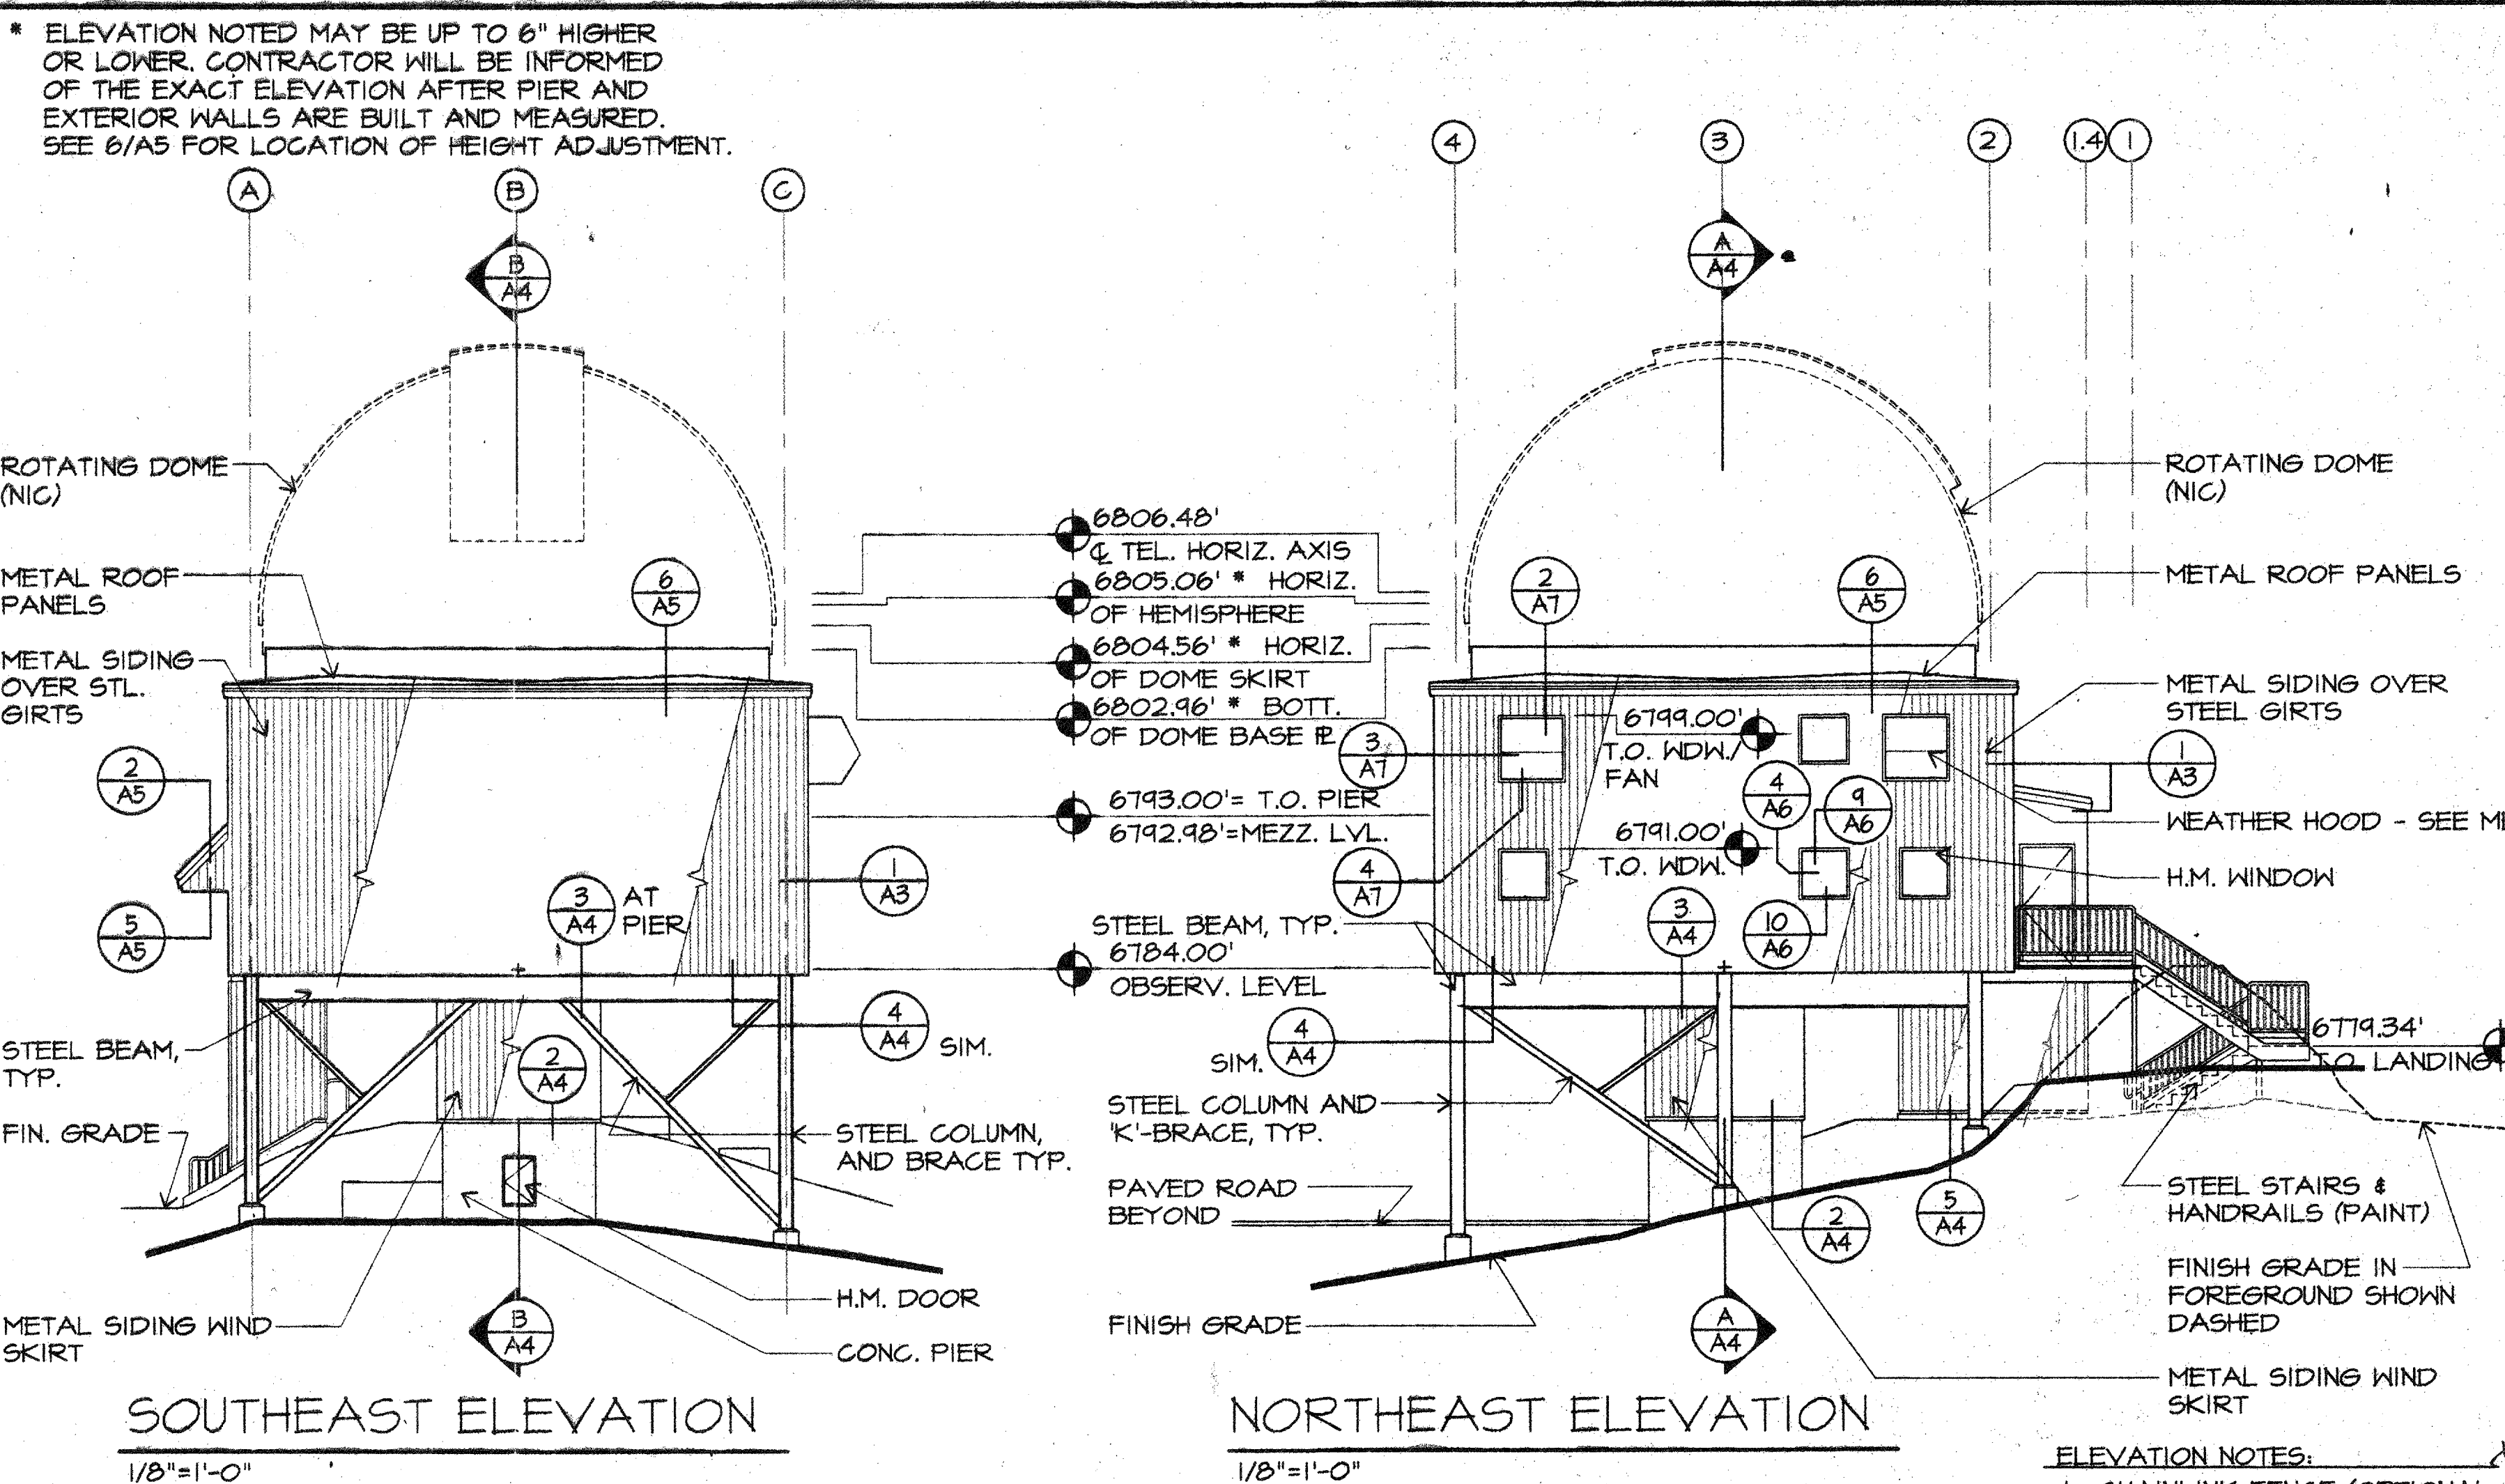 * ELEVATION NOTED MAY BE UP TO 6" HIGHER
OR LOWER. CONTRACTOR WILL BE INFORMED
OF THE EXACT ELEVATION AFTER PIER AND
EXTERIOR WALLS ARE BUILT AND MEASURED.
SEE 6/A5 FOR LOCATION OF HEIGHT ADJUSTMENT.
A
B
C
B
A4
ROTATING DOME
(NIC)
METAL ROOF
PANELS
METAL SIDING
OVER STL.
GIRTS
6
A5
2
A5
5
A5
3
A4
AT
PIER
1
A3
4
A4
SIM.
2
A4
STEEL BEAM,
TYP.
FIN. GRADE
STEEL COLUMN,
AND BRACE TYP.
METAL SIDING WIND
SKIRT
H.M. DOOR
CONC. PIER
B
A4
SOUTHEAST ELEVATION
1/8"=1'-0"
6806.48'
℄ TEL. HORIZ. AXIS
6805.06' * HORIZ.
OF HEMISPHERE
6804.56' * HORIZ.
OF DOME SKIRT
6802.96' * BOTT.
OF DOME BASE PL
6793.00'= T.O. PIER
6792.98'=MEZZ. LVL.
STEEL BEAM, TYP.
6784.00'
OBSERV. LEVEL
4
3
2
1.4
1
A
A4
2
A7
6
A5
3
A7
4
A7
6799.00'
T.O. WDW./
FAN
4
A6
9
A6
6791.00'
T.O. WDW.
3
A4
10
A6
ROTATING DOME
(NIC)
METAL ROOF PANELS
METAL SIDING OVER
STEEL GIRTS
1
A3
WEATHER HOOD - SEE
H.M. WINDOW
6779.34'
T.O. LANDING
SIM.
4
A4
STEEL COLUMN AND
'K'-BRACE, TYP.
PAVED ROAD
BEYOND
FINISH GRADE
2
A4
5
A4
STEEL STAIRS &
HANDRAILS (PAINT)
FINISH GRADE IN
FOREGROUND SHOWN
DASHED
METAL SIDING WIND
SKIRT
A
A4
NORTHEAST ELEVATION
1/8"=1'-0"
ELEVATION NOTES: